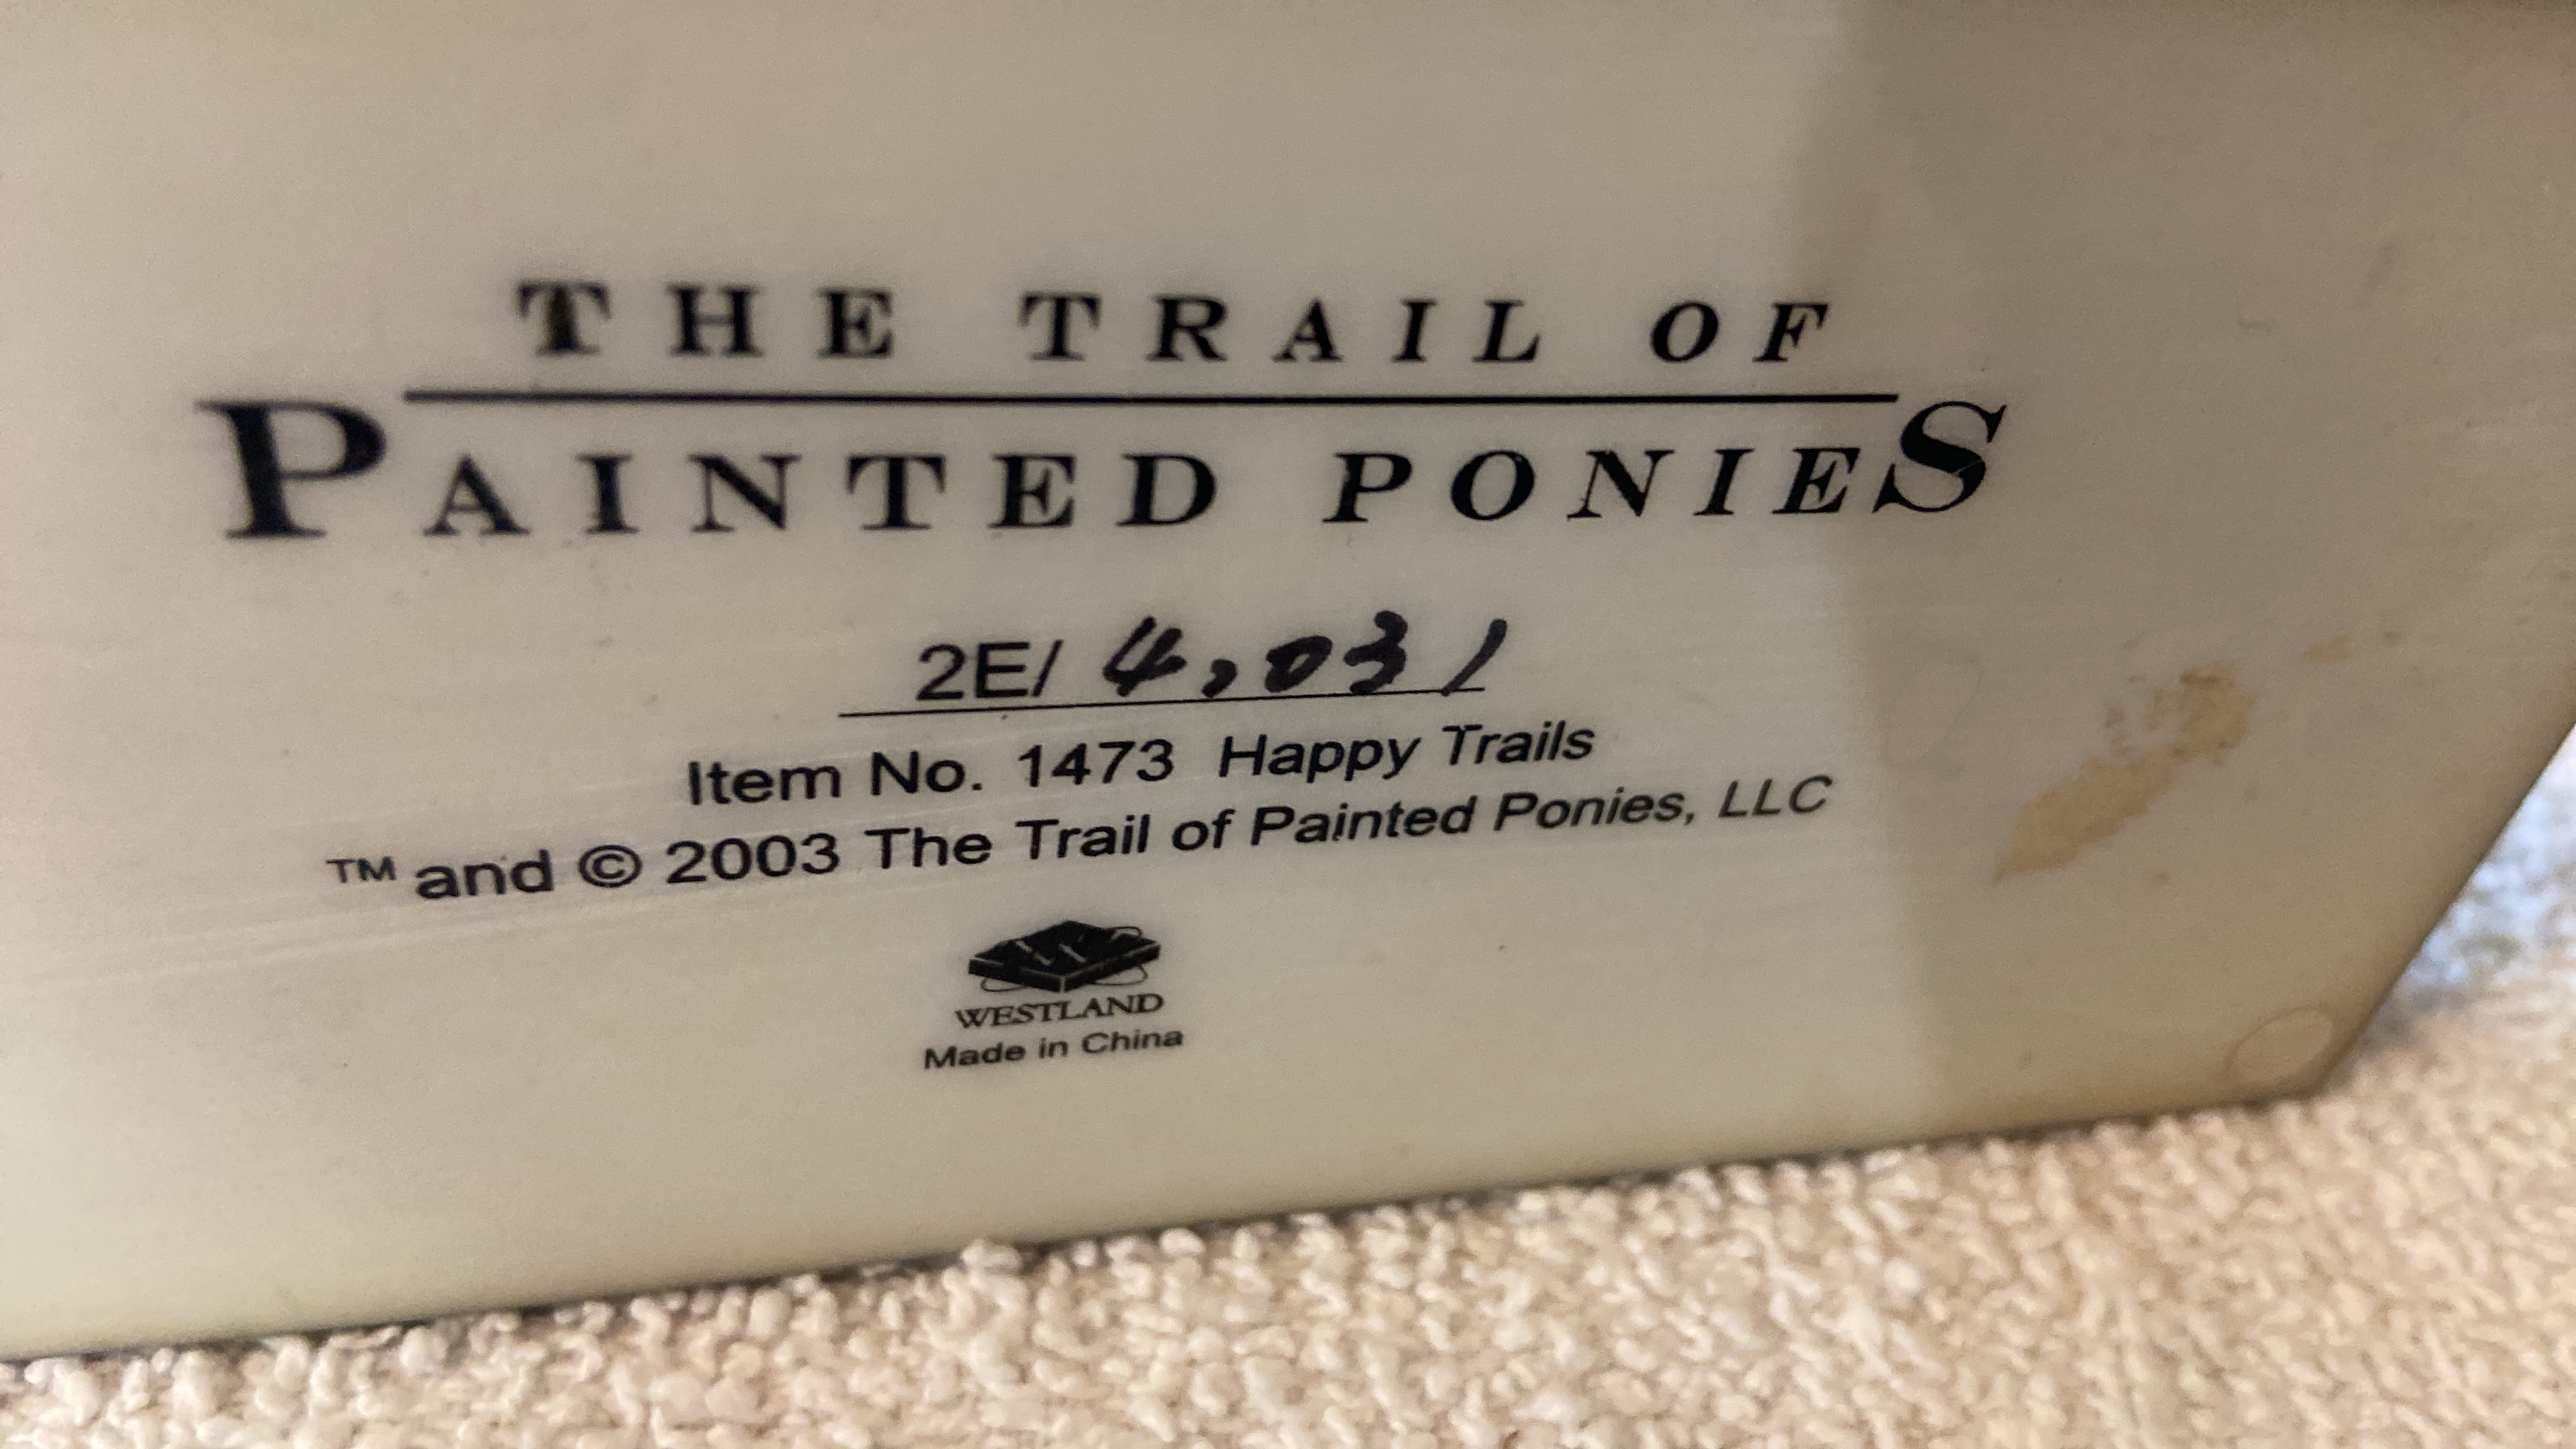 THE TRAIL OF
PAINTED PONIES
2E/ 4,031
Item No. 1473 Happy Trails
™ and © 2003 The Trail of Painted Ponies, LLC
WESTLAND
Made in China